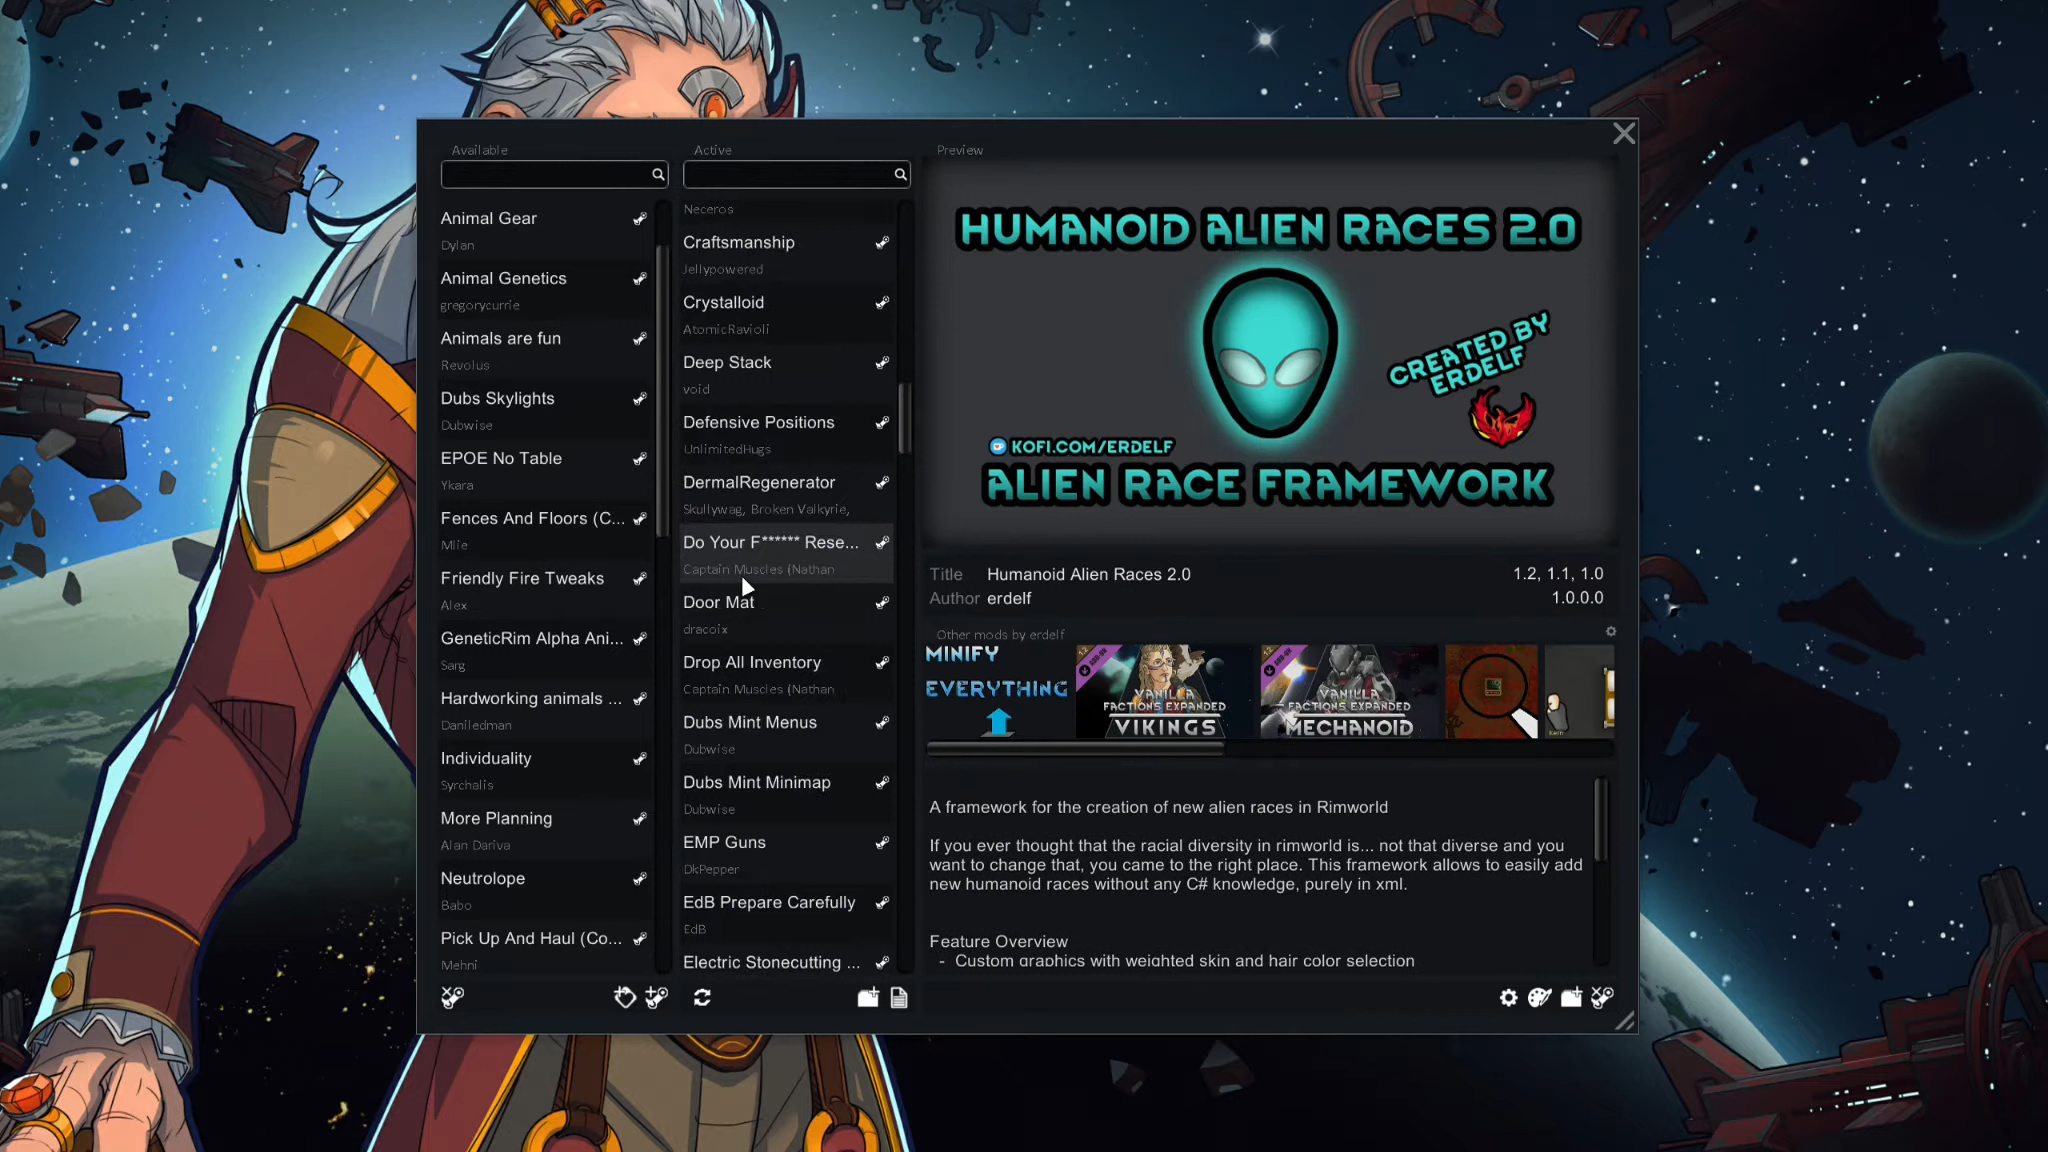 Available
Animal Gear
Dylan
Animal Genetics
gregorycurrie
Animals are fun
Revolus
Dubs Skylights
Dubwise
EPOE No Table
Ykara
Fences And Floors (C...
Mlie
Friendly Fire Tweaks
Alex
GeneticRim Alpha Ani...
Sarg
Hardworking animals ...
Daniledman
Individuality
Syrchalis
More Planning
Alan Dariva
Neutrolope
Babo
Pick Up And Haul (Co...
Mehni
Active
Neceros
Craftsmanship
Jellypowered
Crystalloid
AtomicRavioli
Deep Stack
void
Defensive Positions
UnlimitedHugs
DermalRegenerator
Skullywag, Broken Valkyrie,
Do Your F****** Rese...
Captain Muscles (Nathan
Door Mat
dracoix
Drop All Inventory
Captain Muscles (Nathan
Dubs Mint Menus
Dubwise
Dubs Mint Minimap
Dubwise
EMP Guns
DkPepper
EdB Prepare Carefully
EdB
Electric Stonecutting ...
Preview
HUMANOID ALIEN RACES 2.0
CREATED BY
ERDELF
KOFI.COM/ERDELF
ALIEN RACE FRAMEWORK
Title Humanoid Alien Races 2.0 1.2, 1.1, 1.0
Author erdelf 1.0.0.0
Other mods by erdelf
MINIFY
EVERYTHING
1.2 ADD-ON
VANILLA
FACTIONS EXPANDED
VIKINGS
1.2 ADD-ON
VANILLA
FACTIONS EXPANDED
MECHANOID
A framework for the creation of new alien races in Rimworld
If you ever thought that the racial diversity in rimworld is... not that diverse and you
want to change that, you came to the right place. This framework allows to easily add
new humanoid races without any C# knowledge, purely in xml.
Feature Overview
- Custom graphics with weighted skin and hair color selection